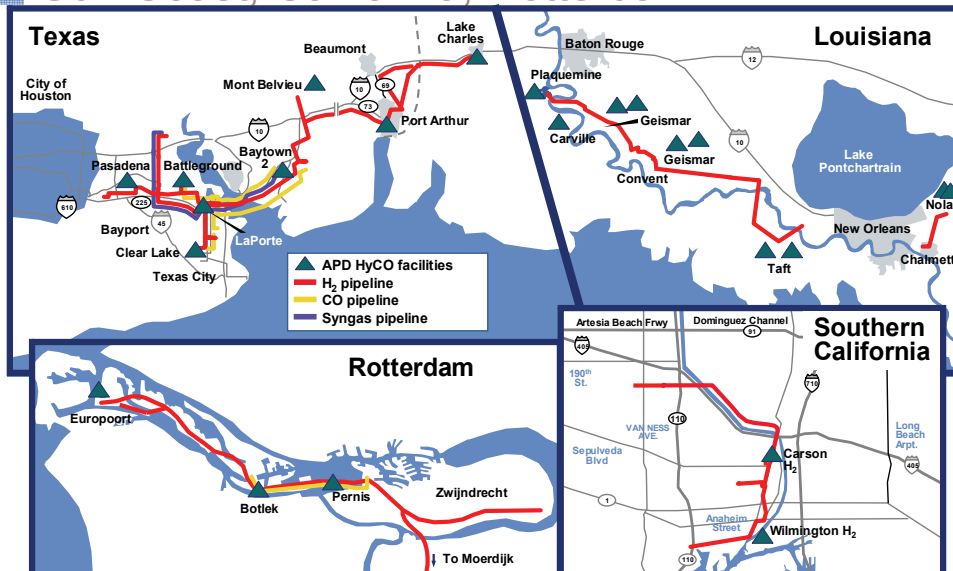 Texas
Lake
Charles
Beaumont
City of
Houston
Mont Belvieu
10
69
73
Port Arthur
10
Baytown
2
Pasadena
Battleground
610
225
45
Bayport
LaPorte
Clear Lake
Texas City
APD HyCO facilities
H₂ pipeline
CO pipeline
Syngas pipeline
Louisiana
Baton Rouge
12
Plaquemine
Geismar
Carville
10
Geismar
Convent
Lake
Pontchartrain
Nola
New Orleans
Chalmett
Taft
Rotterdam
Europoort
Botlek
Pernis
Zwijndrecht
To Moerdijk
Southern
California
Artesia Beach Frwy
Dominguez Channel
91
405
190th
St.
710
110
VAN NESS
AVE.
Sepulveda
Blvd
Long
Beach
Arpt.
Carson
H₂
405
1
Anaheim
Street
Wilmington H₂
110